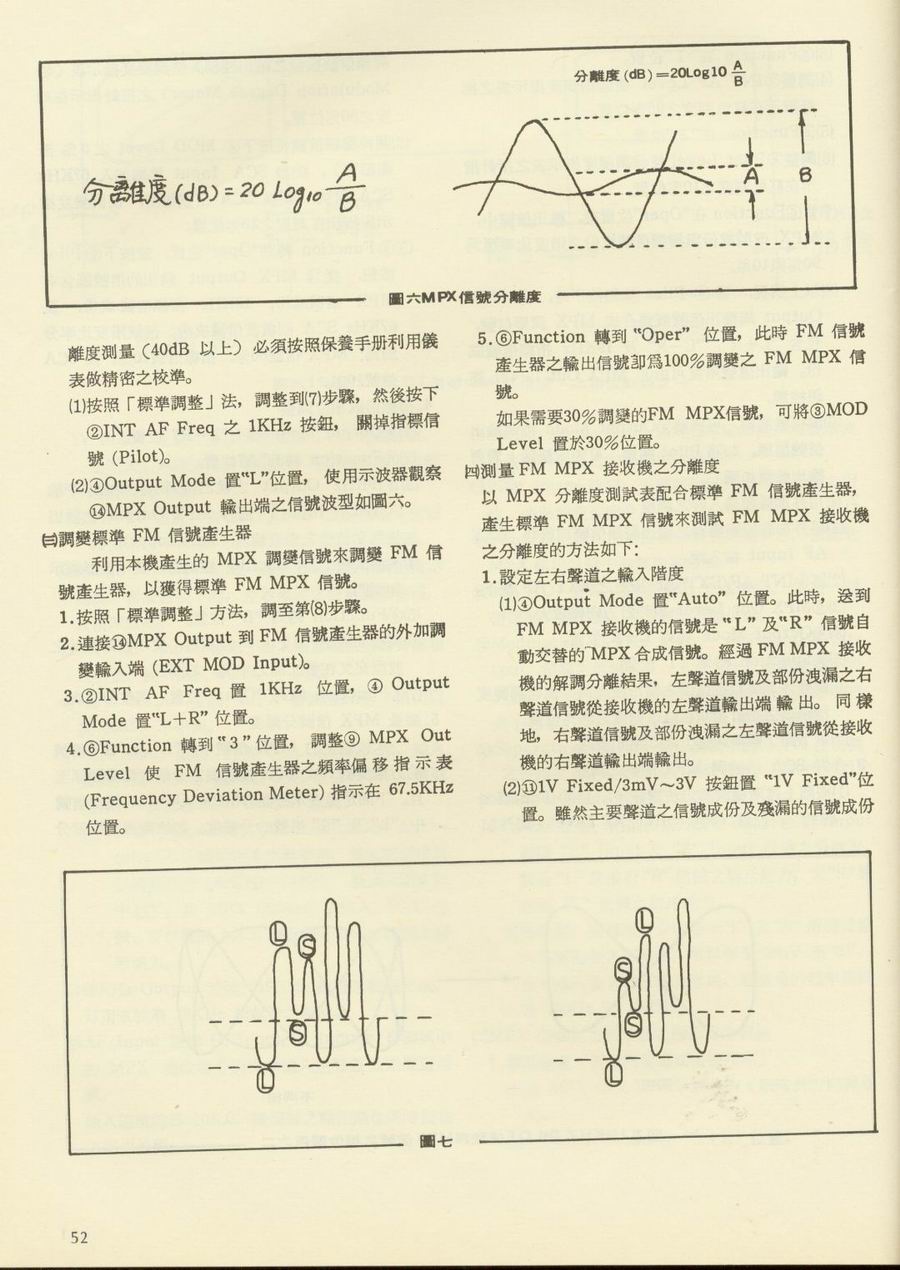 分離度 (dB)=20Log10 A/B
分離度(dB)= 20 Log10 A/B
A
B
圖六MPX信號分離度
離度測量 (40dB 以上) 必須按照保養手册利用儀
表做精密之校準。
⑴按照「標準調整」法，調整到⑺步驟，然後按下
②INT AF Freq 之 1KHz 按鈕， 關掉指標信
號 (Pilot)。
⑵④Output Mode 置“L”位置， 使用示波器觀察
⑭MPX Output 輸出端之信號波型如圖六。
㈢調變標準 FM 信號產生器
利用本機產生的 MPX 調變信號來調變 FM 信
號產生器，以獲得標準 FM MPX 信號。
1.按照「標準調整」方法，調至第⑻步驟。
2.連接⑭MPX Output 到 FM 信號產生器的外加調
變輸入端 (EXT MOD Input)。
3.②INT AF Freq 置 1KHz 位置，④ Output
Mode 置“L+R” 位置。
4.⑥Function 轉到 “3” 位置， 調整⑨ MPX Out
Level 使 FM 信號產生器之頻率偏移指示表
(Frequency Deviation Meter) 指示在 67.5KHz
位置。
5.⑥Function 轉到 “Oper” 位置，此時 FM 信號
產生器之輸出信號卽爲100%調變之 FM MPX 信
號。
如果需要30%調變的FM MPX信號，可將③MOD
Level 置於30%位置。
㈣測量 FM MPX 接收機之分離度
以 MPX 分離度測試表配合標準 FM 信號產生器，
產生標準 FM MPX 信號來測試 FM MPX 接收機
之分離度的方法如下：
1.設定左右聲道之輸入階度
⑴④Output Mode 置“Auto” 位置。此時，送到
FM MPX 接收機的信號是 “L” 及“R” 信號自
動交替的 MPX 合成信號。經過 FM MPX 接收
機的解調分離結果，左聲道信號及部份洩漏之右
聲道信號從接收機的左聲道輸出端輸出。 同樣
地，右聲道信號及部份洩漏之左聲道信號從接收
機的右聲道輸出端輸出。
⑵⑪1V Fixed/3mV～3V 按鈕置 “1V Fixed”位
置。雖然主要聲道之信號成份及殘漏的信號成份
L
S
S
L
L
S
S
L
圖七
52